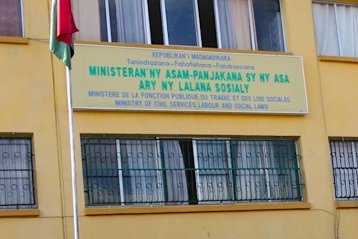 REPOBLIKAN'I MADAGASIKARA
Tanindrazana-Fahafahana-Fandrosoana
MINISTERAN'NY ASAM-PANJAKANA SY NY ASA
ARY NY LALANA SOSIALY
MINISTERE DE LA FONCTION PUBLIQUE,DU TRAVAIL ET DES LOIS SOCIALES
MINISTRY OF CIVIL SERVICES,LABOUR AND SOCIAL LAWS